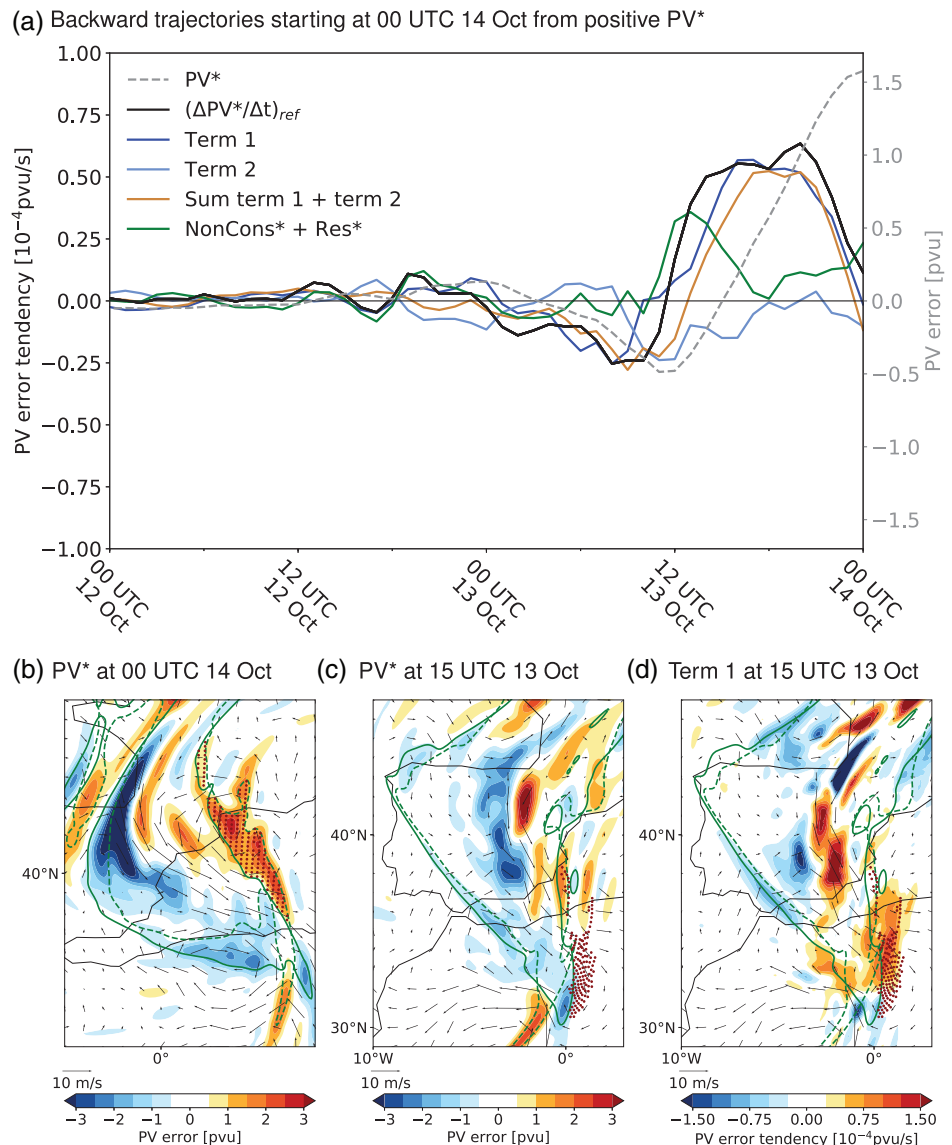 (a) Backward trajectories starting at 00 UTC 14 Oct from positive PV*
PV*
(ΔPV*/Δt)ref
Term 1
Term 2
Sum term 1 + term 2
NonCons* + Res*
PV error tendency [10⁻⁴pvu/s]
1.00
0.75
0.50
0.25
0.00
−0.25
−0.50
−0.75
−1.00
1.5
1.0
0.5
0.0
−0.5
−1.0
−1.5
PV error [pvu]
00 UTC
12 Oct
12 UTC
12 Oct
00 UTC
13 Oct
12 UTC
13 Oct
00 UTC
14 Oct
(b) PV* at 00 UTC 14 Oct
40°N
0°
10 m/s
−3 −2 −1 0 1 2 3
PV error [pvu]
(c) PV* at 15 UTC 13 Oct
40°N
30°N
10°W 0°
10 m/s
−3 −2 −1 0 1 2 3
PV error [pvu]
(d) Term 1 at 15 UTC 13 Oct
40°N
30°N
10°W 0°
10 m/s
−1.50 −0.75 0.00 0.75 1.50
PV error tendency [10⁻⁴pvu/s]